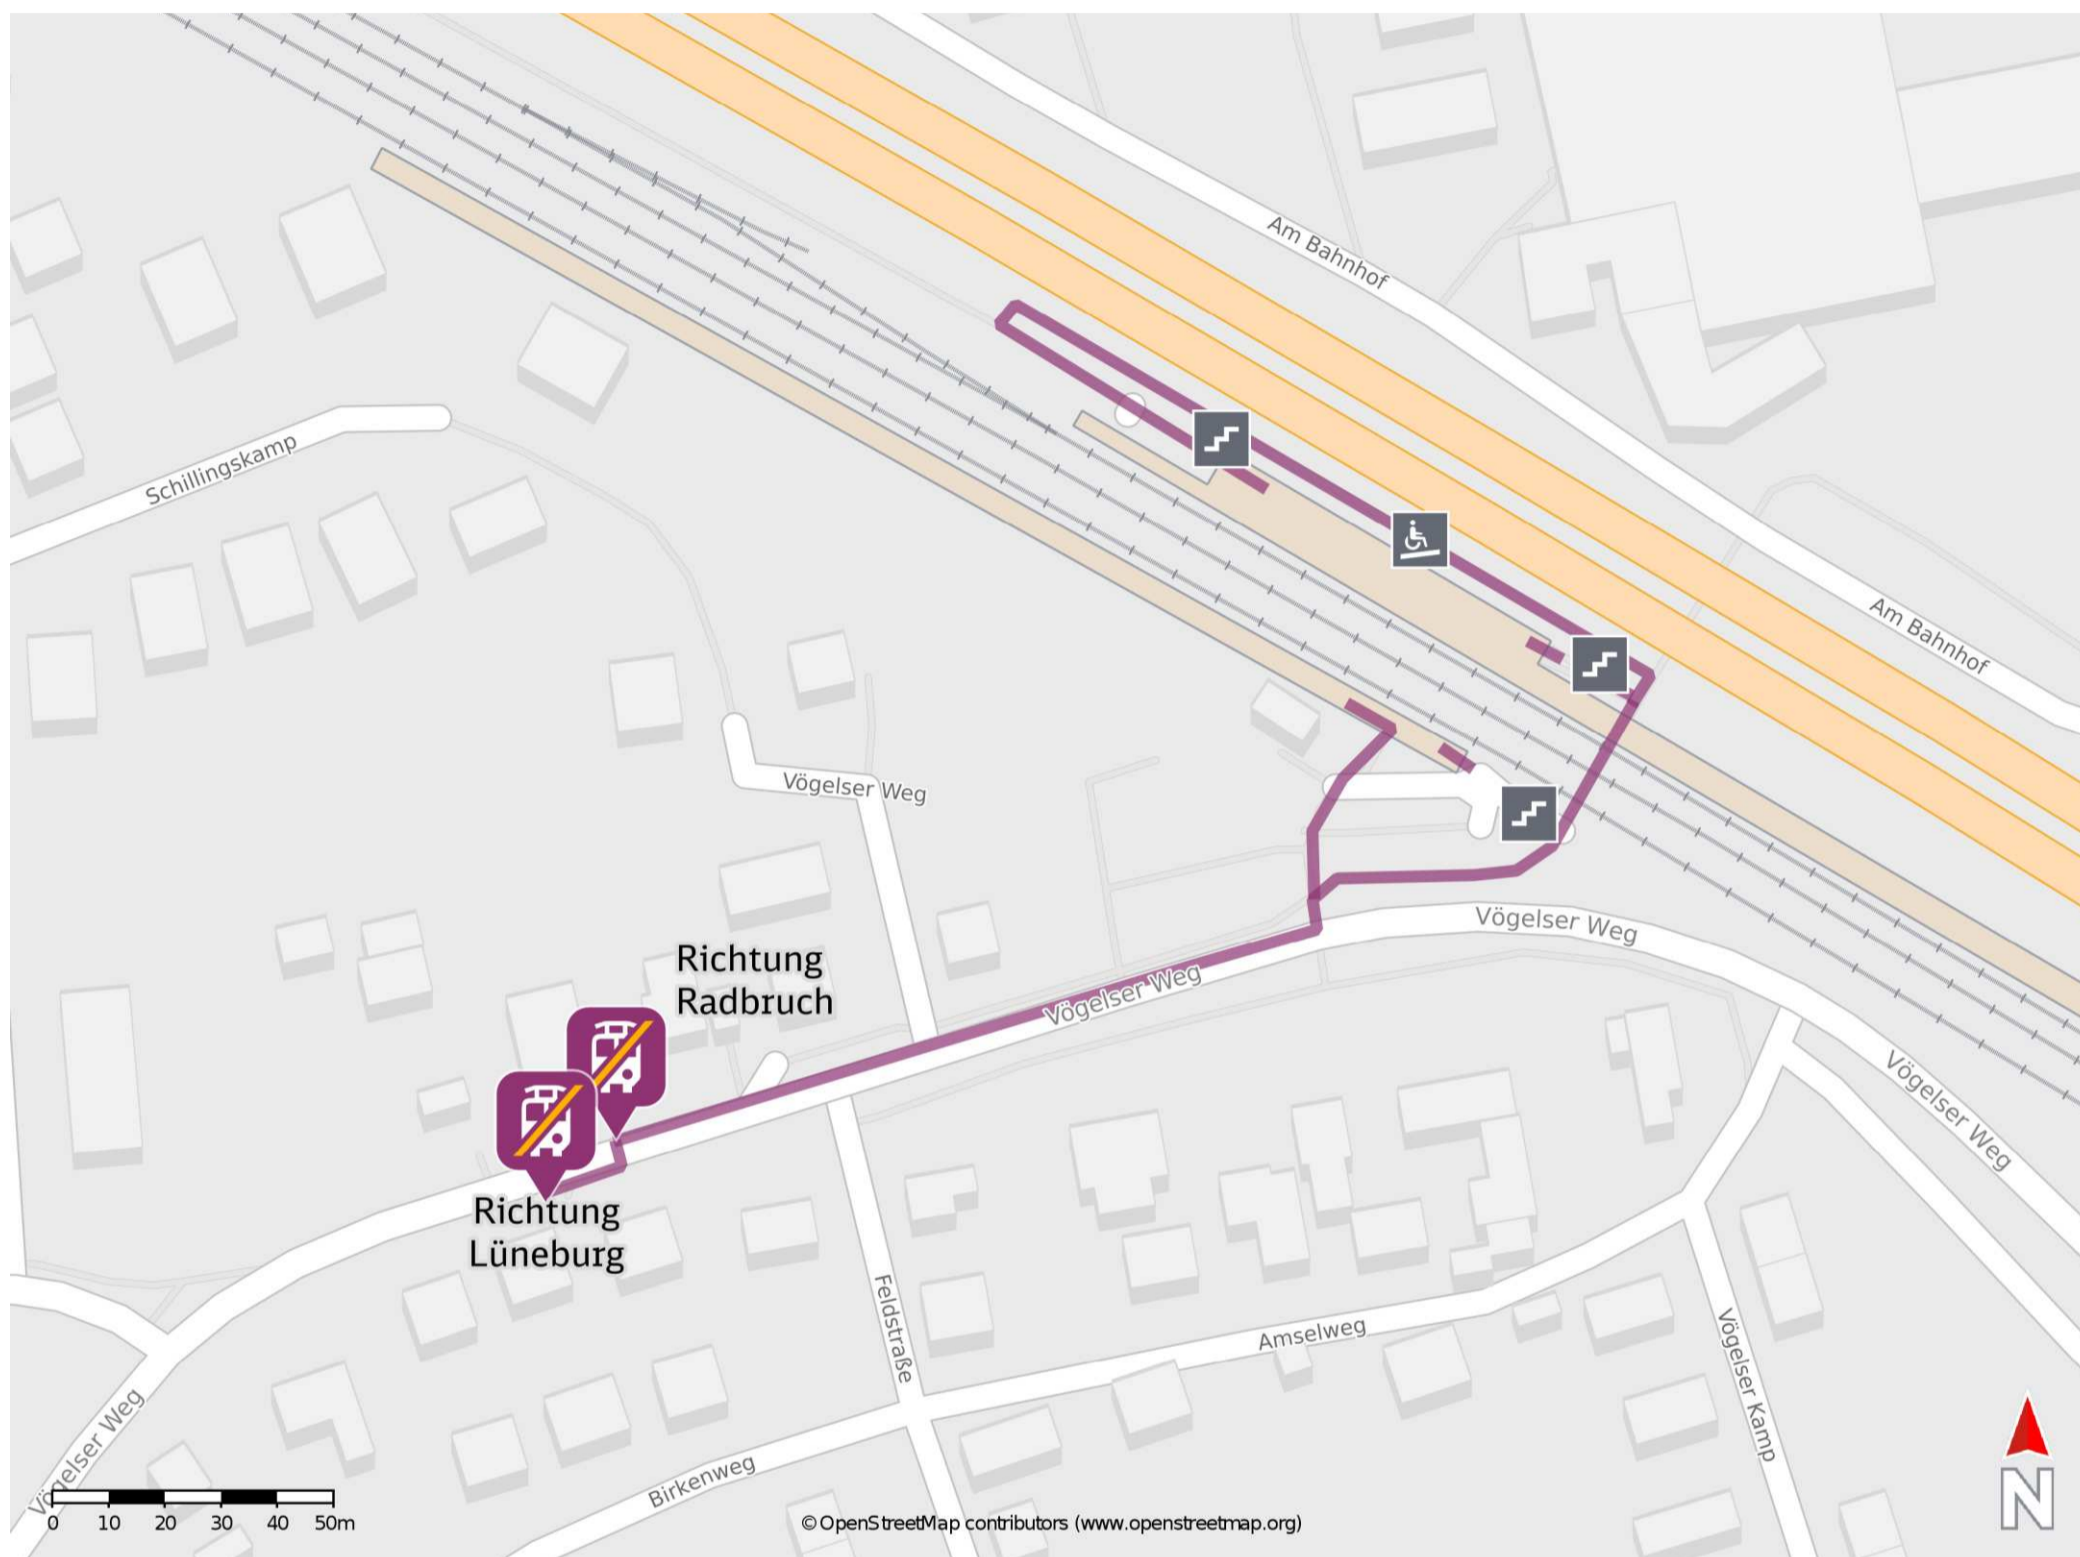 Am Bahnhof
Schillingskamp
Am Bahnhof
Vögelser Weg
Vögelser Weg
Richtung
Radbruch
Vögelser Weg
Vögelser Weg
Richtung
Lüneburg
Feldstraße
Amselweg
Vögelser Kamp
Vögelser Weg
Birkenweg
0 10 20 30 40 50m
© OpenStreetMap contributors (www.openstreetmap.org)
N